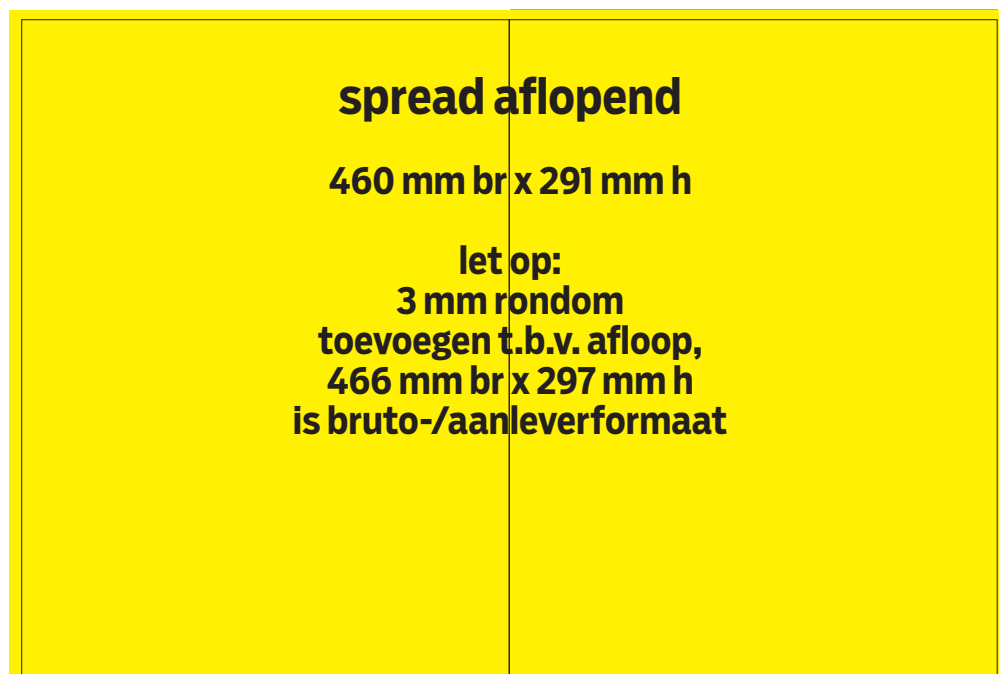 spread aflopend
460 mm br x 291 mm h
let op:
3 mm rondom
toevoegen t.b.v. afloop,
466 mm br x 297 mm h
is bruto-/aanleverformaat